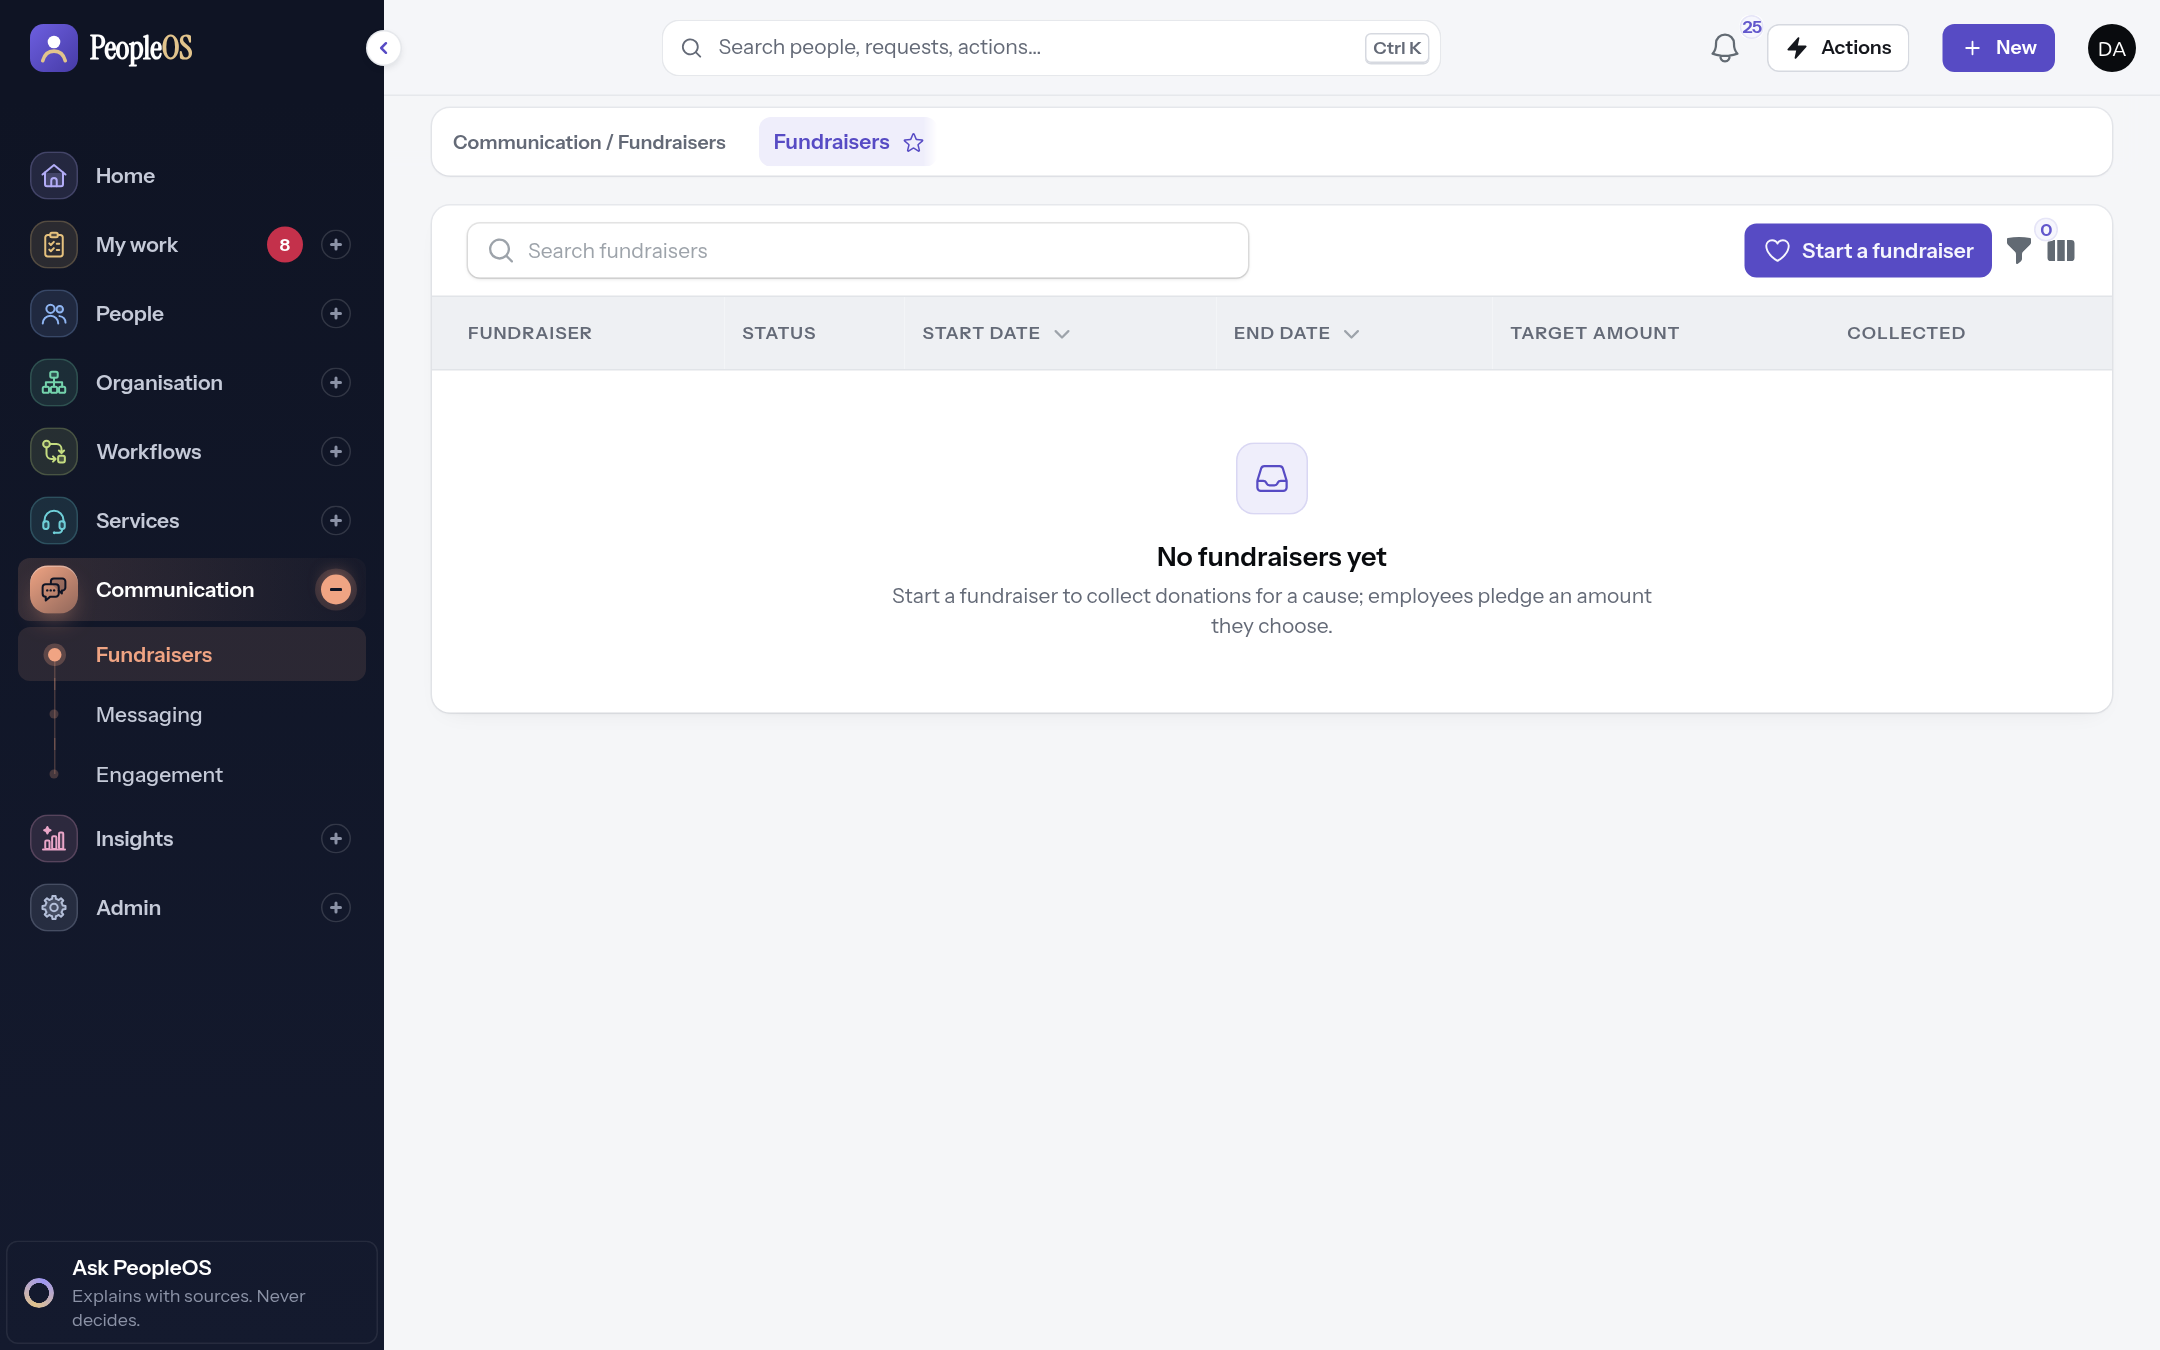 PeopleOS
Search people, requests, actions...
Ctrl K
25
Actions
New
DA
Home
My work
8
People
Organisation
Workflows
Services
Communication
Fundraisers
Messaging
Engagement
Insights
Admin
Ask PeopleOS
Explains with sources. Never
decides.
Communication / Fundraisers
Fundraisers
Search fundraisers
Start a fundraiser
0
FUNDRAISER
STATUS
START DATE
END DATE
TARGET AMOUNT
COLLECTED
No fundraisers yet
Start a fundraiser to collect donations for a cause; employees pledge an amount
they choose.